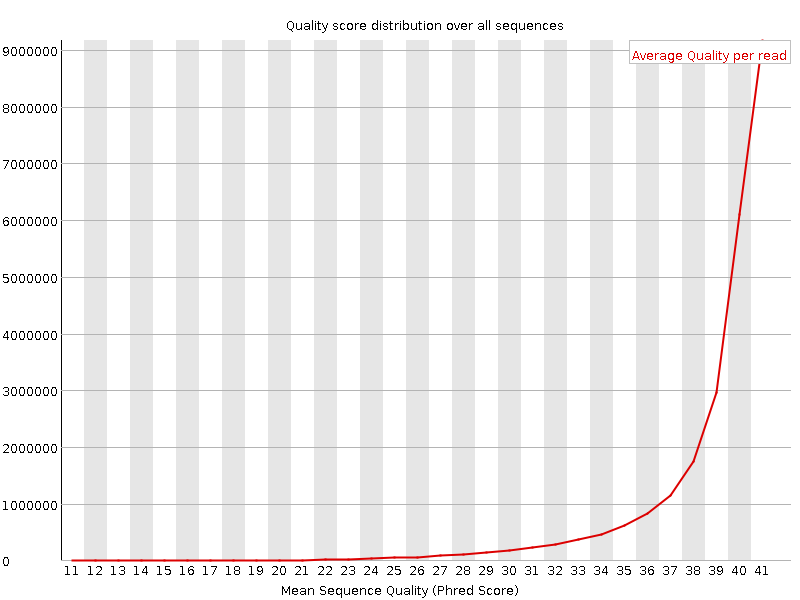 Quality score distribution over all sequences
Average Quality per read
9000000
8000000
7000000
6000000
5000000
4000000
3000000
2000000
1000000
0
11 12 13 14 15 16 17 18 19 20 21 22 23 24 25 26 27 28 29 30 31 32 33 34 35 36 37 38 39 40 41
Mean Sequence Quality (Phred Score)